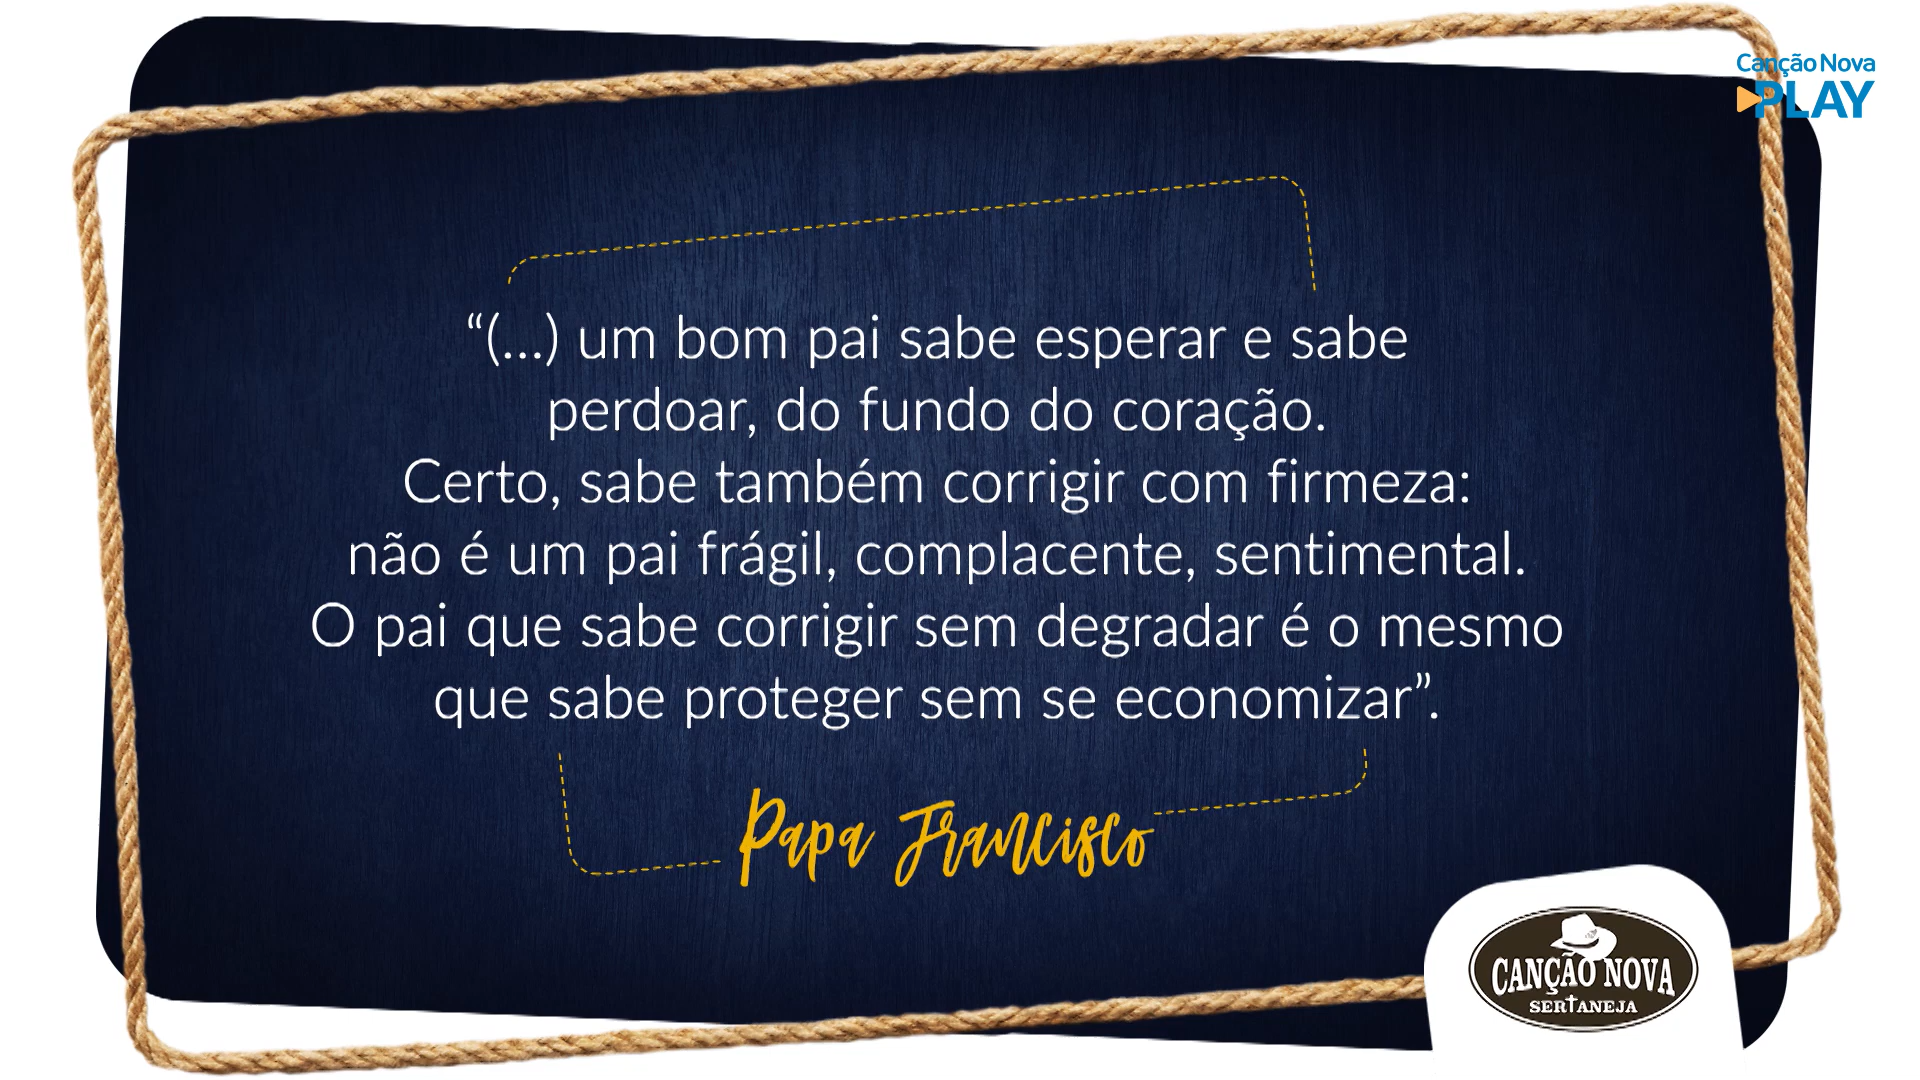 Canção Nova
PLAY
“(...) um bom pai sabe esperar e sabe
perdoar, do fundo do coração.
Certo, sabe também corrigir com firmeza:
não é um pai frágil, complacente, sentimental.
O pai que sabe corrigir sem degradar é o mesmo
que sabe proteger sem se economizar”.
Papa Francisco
CANÇÃO NOVA
SERTANEJA